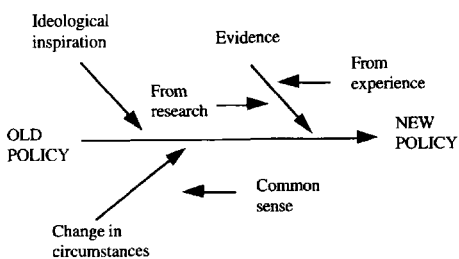 Ideological
inspiration
Evidence
From
experience
From
research
OLD
POLICY
NEW
POLICY
Common
sense
Change in
circumstances